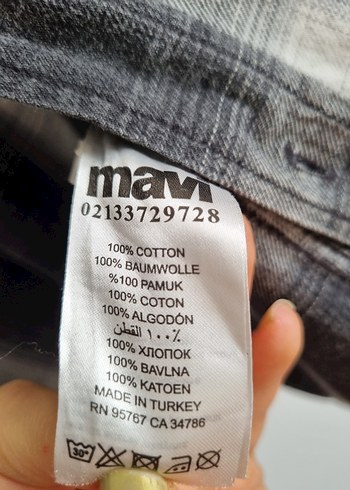 mavi
02133729728
100% COTTON
100% BAUMWOLLE
%100 PAMUK
100% COTON
100% ALGODÓN
١٠٠٪ القطن
100% ХЛОПОК
100% BAVLNA
100% KATOEN
MADE IN TURKEY
RN 95767 CA 34786
30°